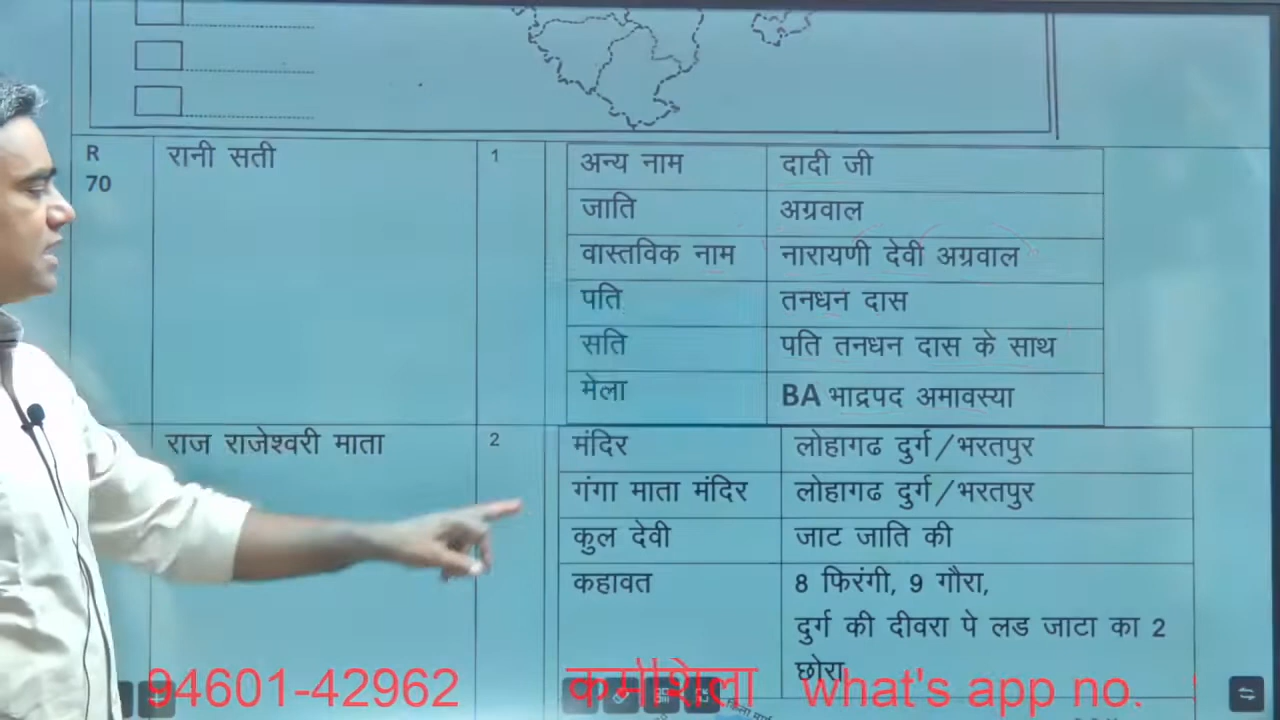 R
70
रानी सती
1
अन्य नाम
दादी जी
जाति
अग्रवाल
वास्तविक नाम
नारायणी देवी अग्रवाल
पति
तनधन दास
सति
पति तनधन दास के साथ
मेला
BA भाद्रपद अमावस्या
राज राजेश्वरी माता
2
मंदिर
लोहागढ दुर्ग/भरतपुर
गंगा माता मंदिर
लोहागढ दुर्ग/भरतपुर
कुल देवी
जाट जाति की
कहावत
8 फिरंगी, 9 गौरा,
दुर्ग की दीवरा पे लड जाटा का 2
छोरा
94601-42962 what's app no.